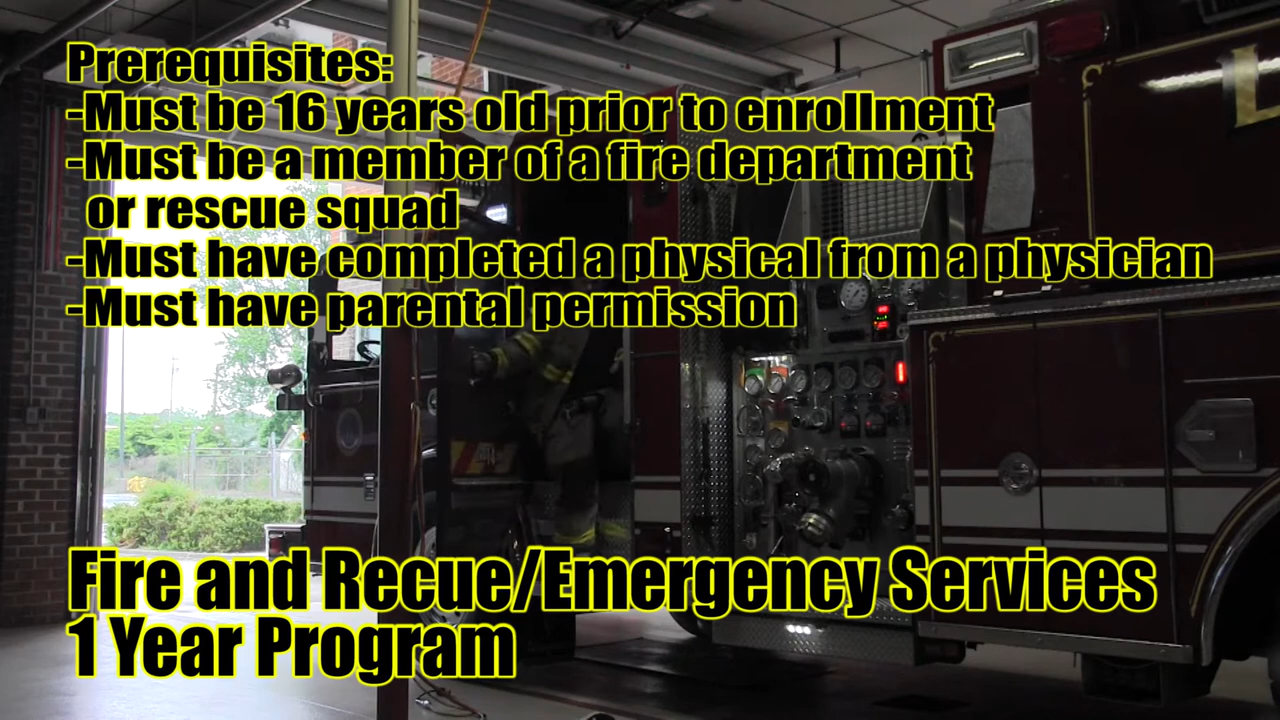 Prerequisites:
-Must be 16 years old prior to enrollment
-Must be a member of a fire department
or rescue squad
-Must have completed a physical from a physician
-Must have parental permission
Fire and Recue/Emergency Services
1 Year Program